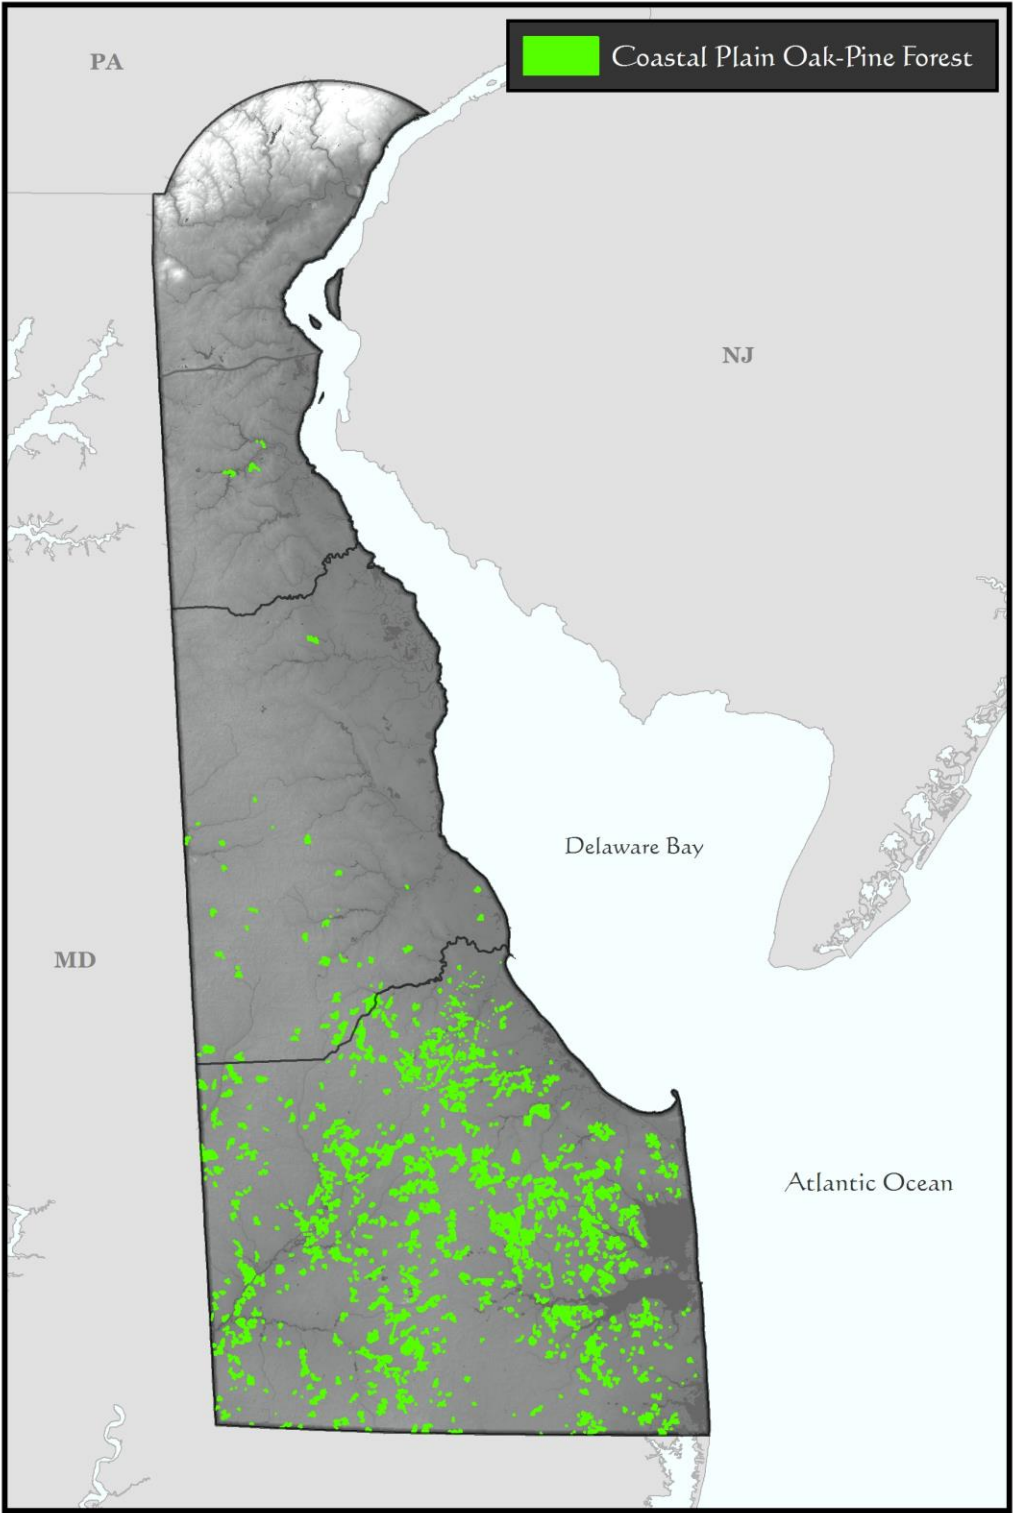 Coastal Plain Oak-Pine Forest
PA
NJ
Delaware Bay
MD
Atlantic Ocean